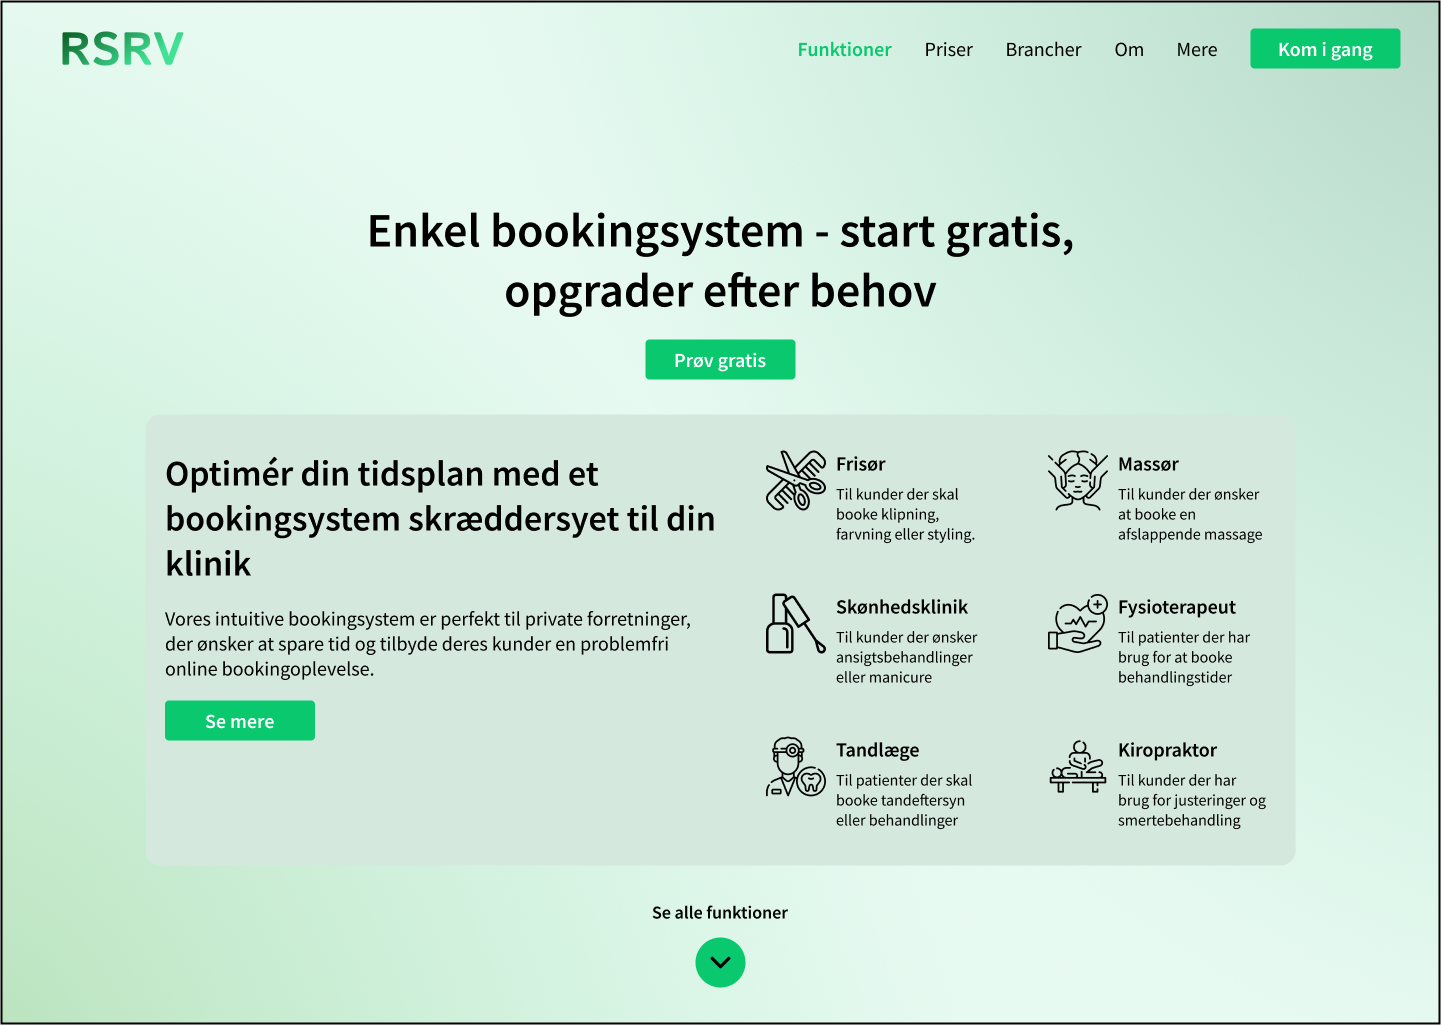 RSRV
Funktioner
Priser
Brancher
Om
Mere
Kom i gang
Enkel bookingsystem - start gratis,
opgrader efter behov
Prøv gratis
Optimér din tidsplan med et
bookingsystem skræddersyet til din
klinik
Vores intuitive bookingsystem er perfekt til private forretninger,
der ønsker at spare tid og tilbyde deres kunder en problemfri
online bookingoplevelse.
Se mere
Frisør
Til kunder der skal
booke klipning,
farvning eller styling.
Massør
Til kunder der ønsker
at booke en
afslappende massage
Skønhedsklinik
Til kunder der ønsker
ansigtsbehandlinger
eller manicure
Fysioterapeut
Til patienter der har
brug for at booke
behandlingstider
Tandlæge
Til patienter der skal
booke tandeftersyn
eller behandlinger
Kiropraktor
Til kunder der har
brug for justeringer og
smertebehandling
Se alle funktioner